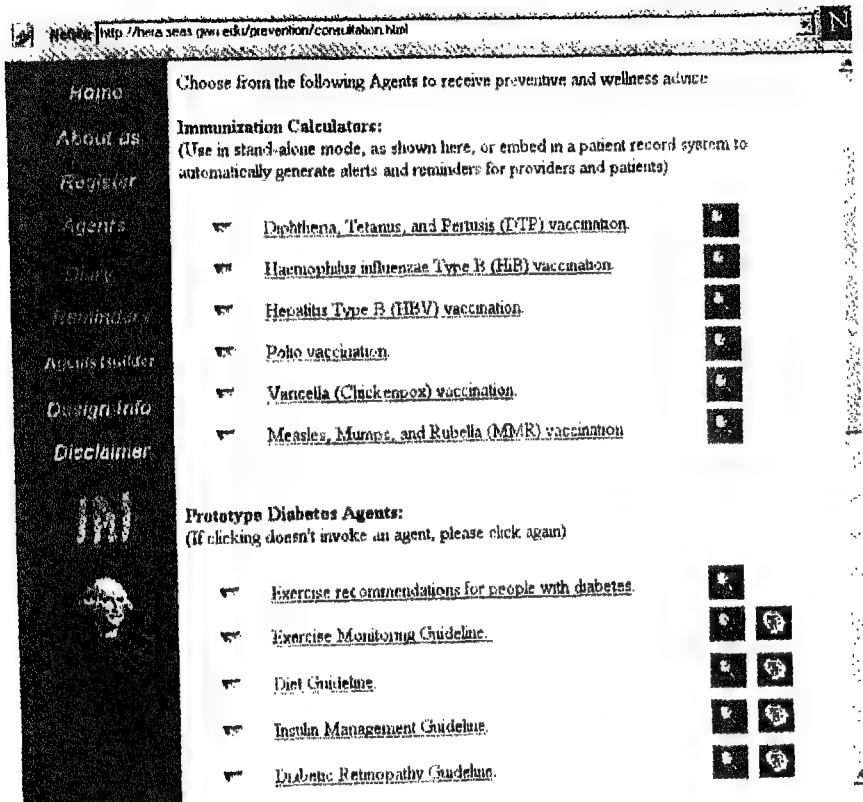 http://hera.seas.gwu.edu/prevention/consultation.html
N
Home
About us
Register
Agents
Diary
Reminders
Agents Builder
Design Info
Disclaimer
Choose from the following Agents to receive preventive and wellness advice
Immunization Calculators:
(Use in stand-alone mode, as shown here, or embed in a patient record system to
automatically generate alerts and reminders for providers and patients)
Diphtheria, Tetanus, and Pertusis (DTP) vaccination.
Haemophilus influenzae Type B (HiB) vaccination.
Hepatitis Type B (HBV) vaccination.
Polio vaccination.
Varicella (Chickenpox) vaccination.
Measles, Mumps, and Rubella (MMR) vaccination
Prototype Diabetes Agents:
(If clicking doesn't invoke an agent, please click again)
Exercise recommendations for people with diabetes.
Exercise Monitoring Guideline.
Diet Guideline.
Insulin Management Guideline.
Diabetic Retinopathy Guideline.